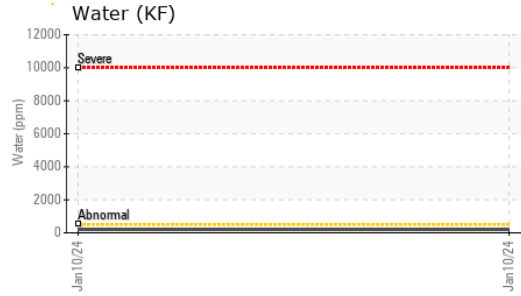 Water (KF)
12000
Severe
10000
8000
6000
4000
2000
Abnormal
0
Water (ppm)
Jan10/24
Jan10/24